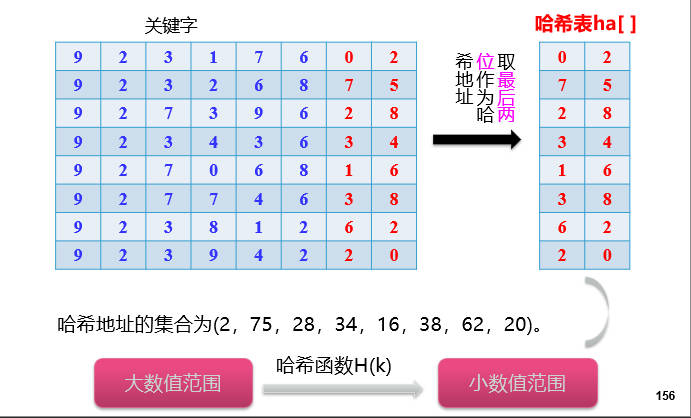 关键字
哈希表ha[ ]
9 2 3 1 7 6 0 2
9 2 3 2 6 8 7 5
9 2 7 3 9 6 2 8
9 2 3 4 3 6 3 4
9 2 7 0 6 8 1 6
9 2 7 7 4 6 3 8
9 2 3 8 1 2 6 2
9 2 3 9 4 2 2 0
取最后两
位作为哈
希地址
0 2
7 5
2 8
3 4
1 6
3 8
6 2
2 0
哈希地址的集合为(2，75，28，34，16，38，62，20)。
大数值范围
哈希函数H(k)
小数值范围
156